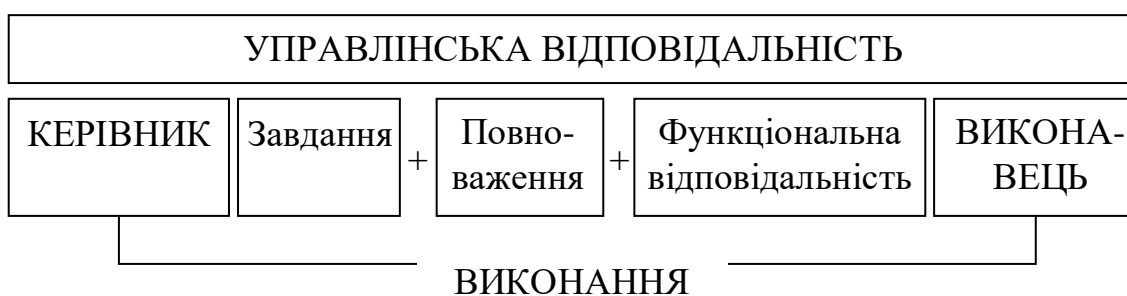 УПРАВЛІНСЬКА ВІДПОВІДАЛЬНІСТЬ
КЕРІВНИК Завдання + Повно- + Функціональна ВИКОНА-
важення відповідальність ВЕЦЬ
ВИКОНАННЯ